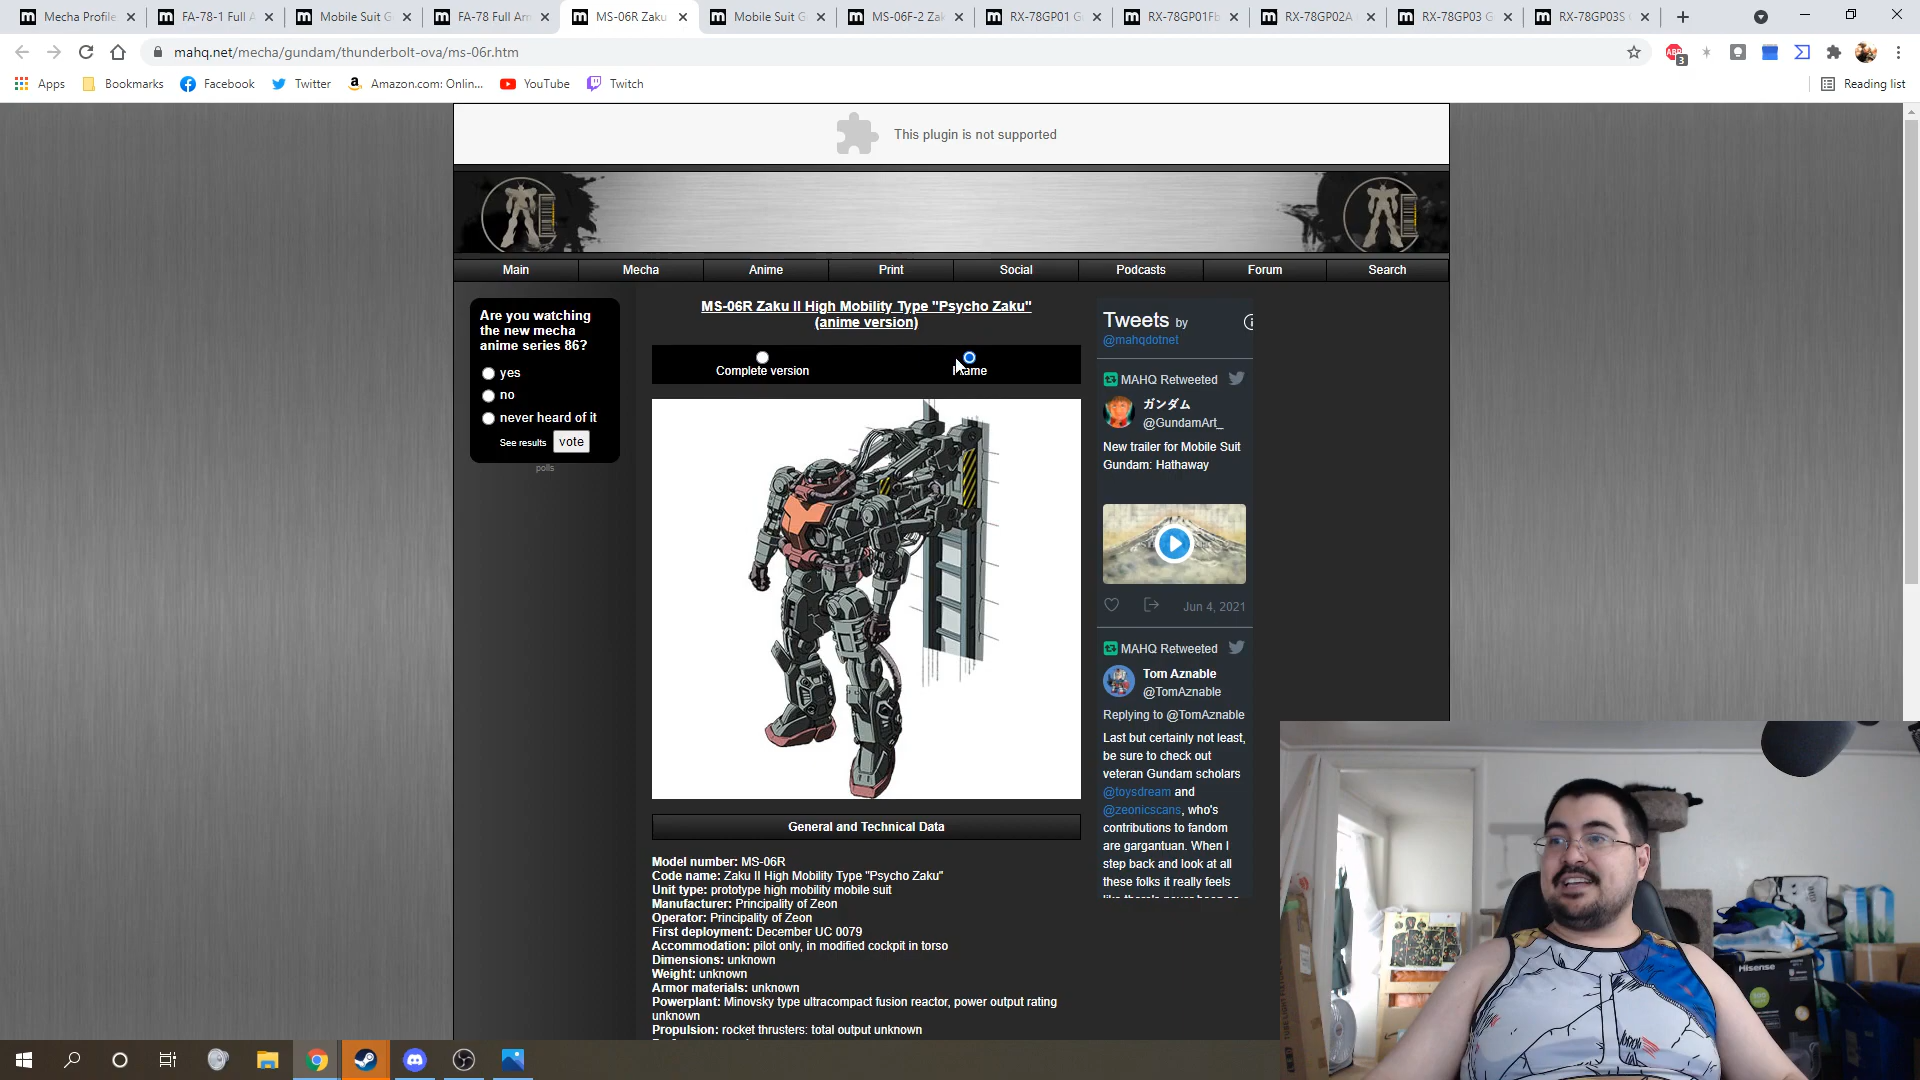 Mecha Profile
FA-78-1 Full A
Mobile Suit G
FA-78 Full Arm
MS-06R Zaku
Mobile Suit G
MS-06F-2 Zak
RX-78GP01 G
RX-78GP01Fb
RX-78GP02A
RX-78GP03 G
RX-78GP03S
mahq.net/mecha/gundam/thunderbolt-ova/ms-06r.htm
ABP
3
Apps
Bookmarks
Facebook
Twitter
Amazon.com: Onlin...
YouTube
Twitch
Reading list
This plugin is not supported
Main
Mecha
Anime
Print
Social
Podcasts
Forum
Search
Are you watching
the new mecha
anime series 86?
yes
no
never heard of it
See results
vote
polls
MS-06R Zaku II High Mobility Type "Psycho Zaku"
(anime version)
Complete version
Frame
General and Technical Data
Model number: MS-06R
Code name: Zaku II High Mobility Type "Psycho Zaku"
Unit type: prototype high mobility mobile suit
Manufacturer: Principality of Zeon
Operator: Principality of Zeon
First deployment: December UC 0079
Accommodation: pilot only, in modified cockpit in torso
Dimensions: unknown
Weight: unknown
Armor materials: unknown
Powerplant: Minovsky type ultracompact fusion reactor, power output rating
unknown
Propulsion: rocket thrusters: total output unknown
Tweets by
@mahqdotnet
MAHQ Retweeted
ガンダム
@GundamArt_
New trailer for Mobile Suit
Gundam: Hathaway
Jun 4, 2021
MAHQ Retweeted
Tom Aznable
@TomAznable
Replying to @TomAznable
Last but certainly not least,
be sure to check out
veteran Gundam scholars
@toysdream and
@zeonicscans, who's
contributions to fandom
are gargantuan. When I
step back and look at all
these folks it really feels
Hisense